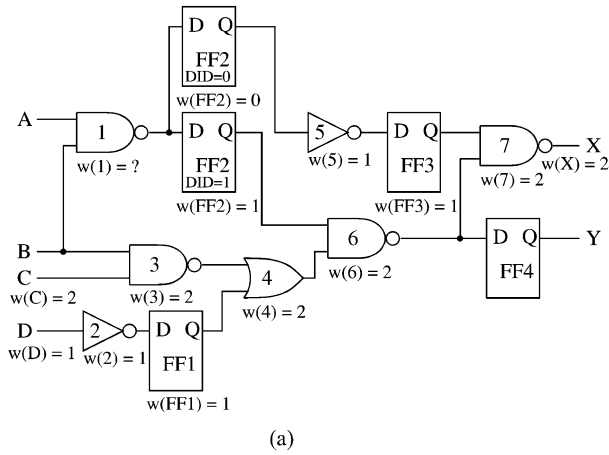 D Q
FF2
DID=0
w(FF2) = 0
A
1
w(1) = ?
D Q
FF2
DID=1
w(FF2) = 1
5
w(5) = 1
D Q
FF3
w(FF3) = 1
7
w(7) = 2
X
w(X) = 2
B
C
w(C) = 2
3
w(3) = 2
4
w(4) = 2
6
w(6) = 2
D Q
FF4
Y
D
w(D) = 1
2
w(2) = 1
D Q
FF1
w(FF1) = 1
(a)